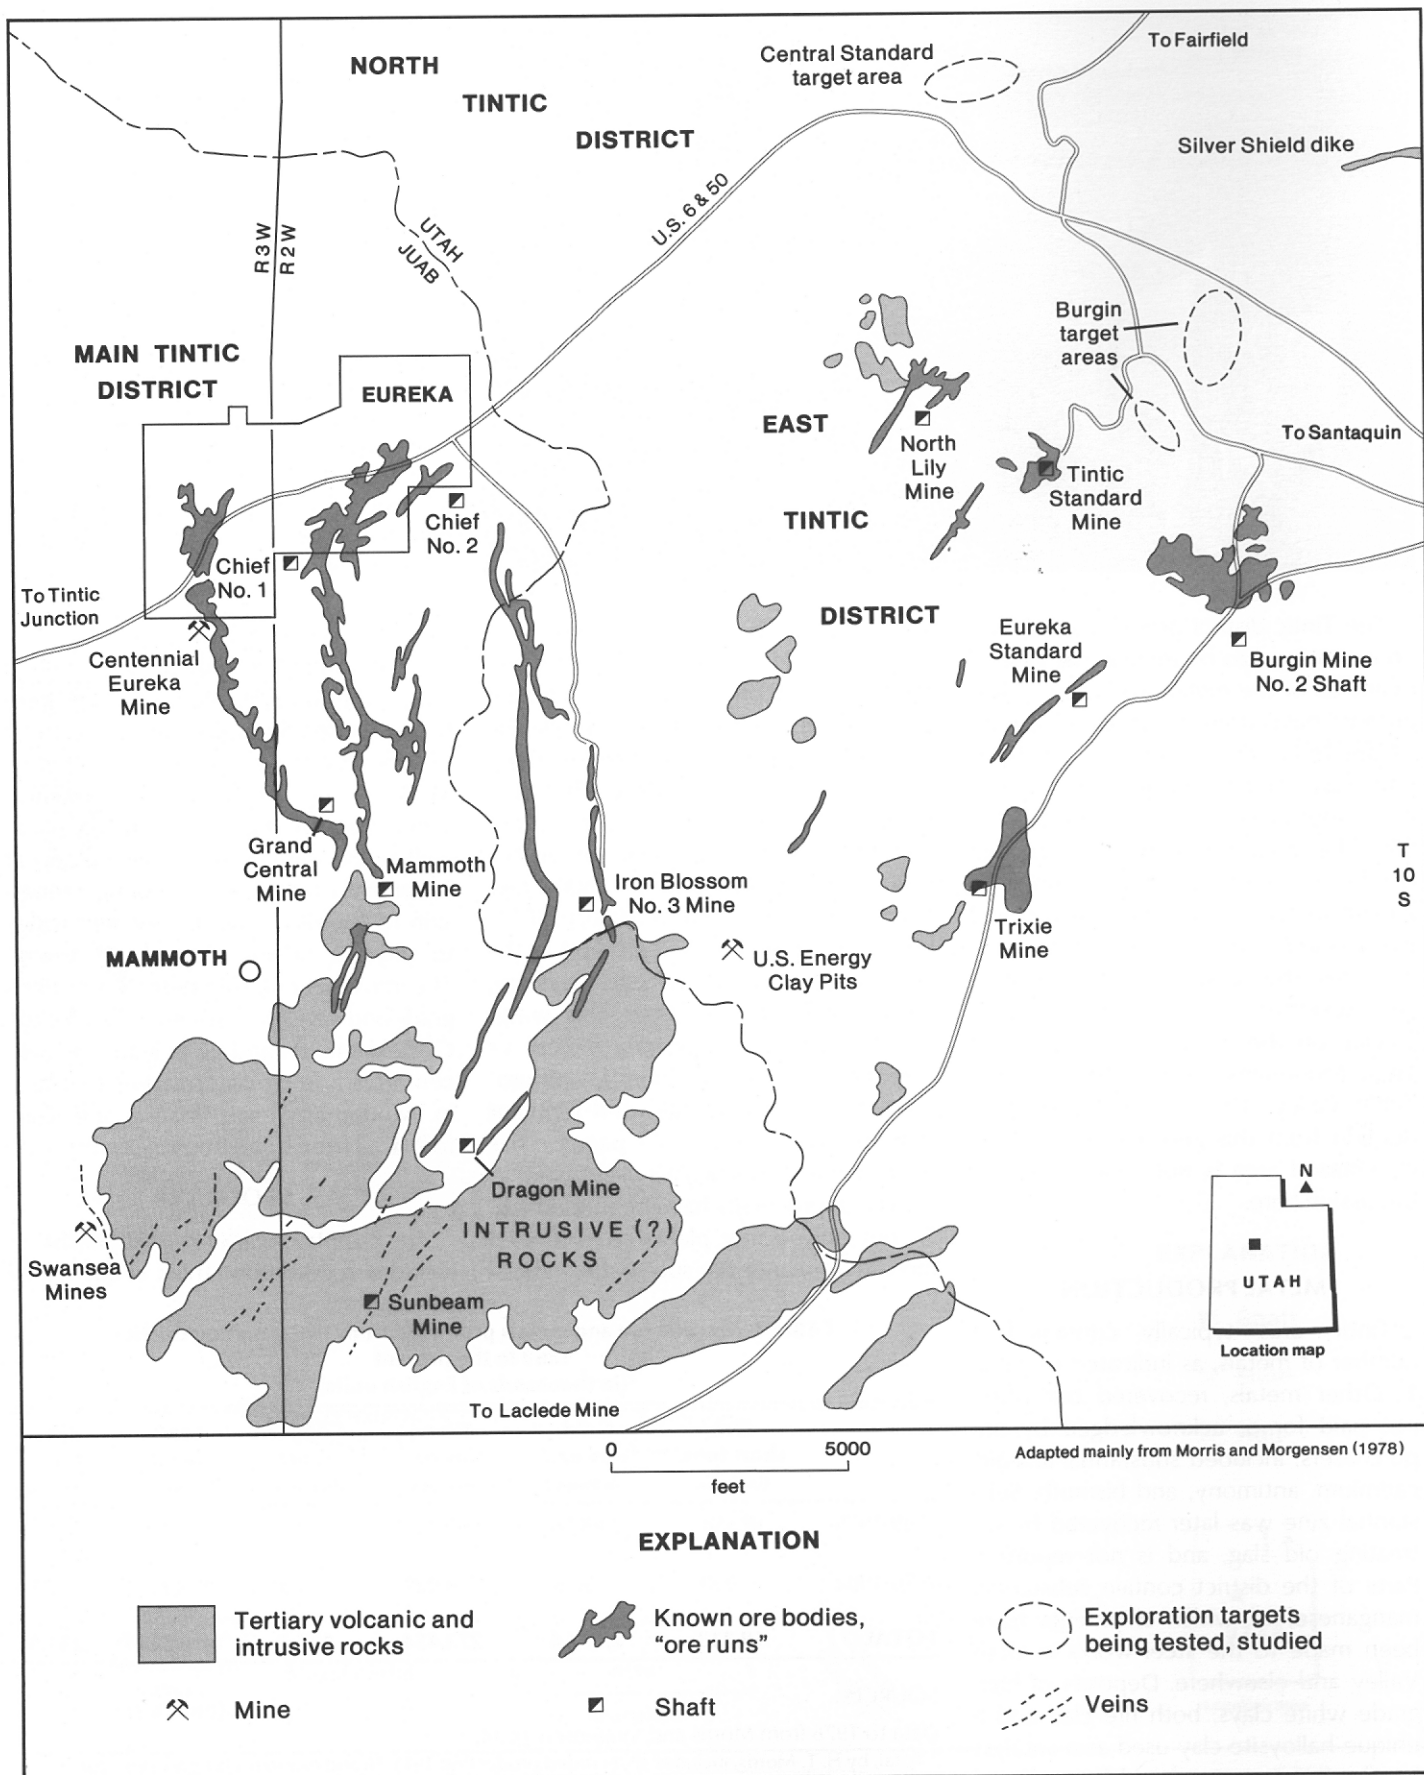 NORTH
TINTIC
DISTRICT
Central Standard
target area
To Fairfield
Silver Shield dike
U.S. 6 & 50
R3W
R2W
UTAH
JUAB
MAIN TINTIC
DISTRICT
EUREKA
Burgin
target
areas
EAST
TINTIC
DISTRICT
North
Lily
Mine
Tintic
Standard
Mine
To Santaquin
Chief
No. 2
Chief
No. 1
To Tintic
Junction
Centennial
Eureka
Mine
Eureka
Standard
Mine
Burgin Mine
No. 2 Shaft
Grand
Central
Mine
Mammoth
Mine
Iron Blossom
No. 3 Mine
Trixie
Mine
T
10
S
MAMMOTH
U.S. Energy
Clay Pits
Dragon Mine
INTRUSIVE (?)
ROCKS
Swansea
Mines
Sunbeam
Mine
N
UTAH
Location map
To Laclede Mine
0
5000
feet
Adapted mainly from Morris and Morgensen (1978)
EXPLANATION
Tertiary volcanic and
intrusive rocks
Known ore bodies,
"ore runs"
Exploration targets
being tested, studied
Mine
Shaft
Veins